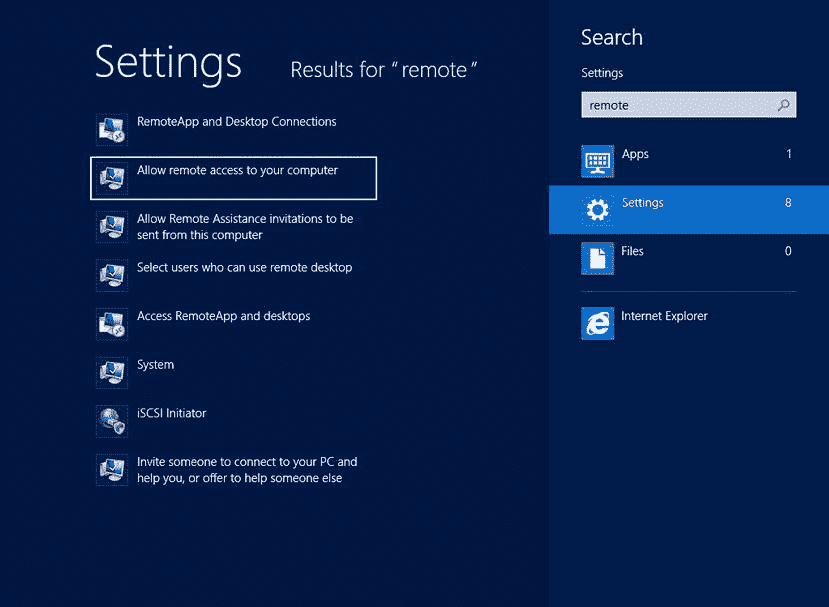 Settings
Results for “remote”
RemoteApp and Desktop Connections
Allow remote access to your computer
Allow Remote Assistance invitations to be
sent from this computer
Select users who can use remote desktop
Access RemoteApp and desktops
System
iSCSI Initiator
Invite someone to connect to your PC and
help you, or offer to help someone else
Search
Settings
remote
Apps 1
Settings 8
Files 0
Internet Explorer